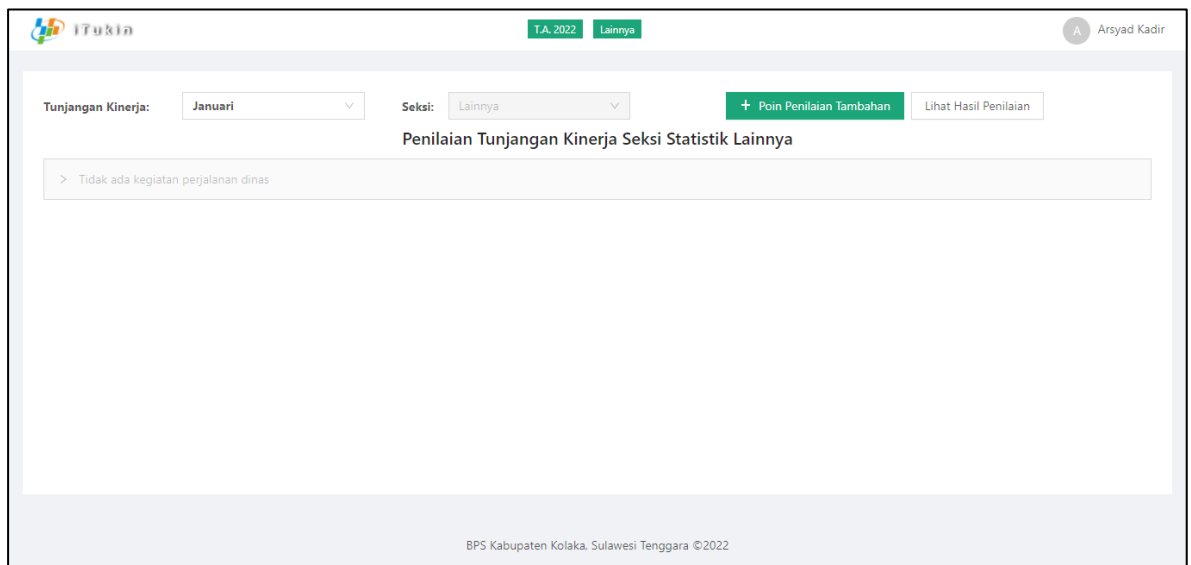 iTukin
T.A. 2022 Lainnya
A Arsyad Kadir
Tunjangan Kinerja: Januari Seksi: Lainnya + Poin Penilaian Tambahan Lihat Hasil Penilaian
Penilaian Tunjangan Kinerja Seksi Statistik Lainnya
> Tidak ada kegiatan perjalanan dinas
BPS Kabupaten Kolaka, Sulawesi Tenggara ©2022